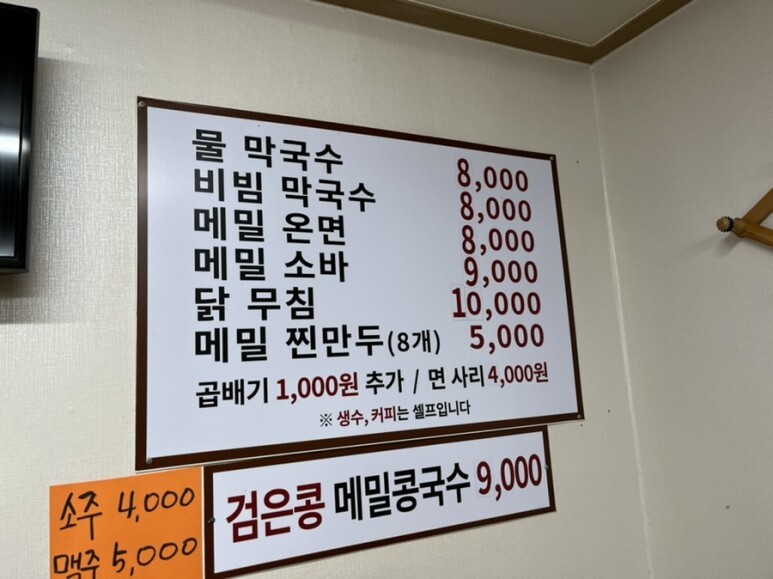 물 막국수 8,000
비빔 막국수 8,000
메밀 온면 8,000
메밀 소바 9,000
닭 무침 10,000
메밀 찐만두(8개) 5,000
곱배기 1,000원 추가 / 면 사리 4,000원
※ 생수, 커피는 셀프입니다
검은콩 메밀콩국수 9,000
소주 4,000
맥주 5,000